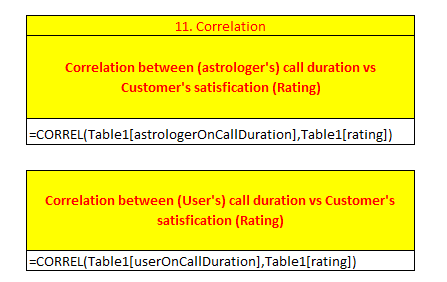 11. Correlation
Correlation between (astrologer's) call duration vs
Customer's satisfication (Rating)
=CORREL(Table1[astrologerOnCallDuration],Table1[rating])
Correlation between (User's) call duration vs Customer's
satisfication (Rating)
=CORREL(Table1[userOnCallDuration],Table1[rating])